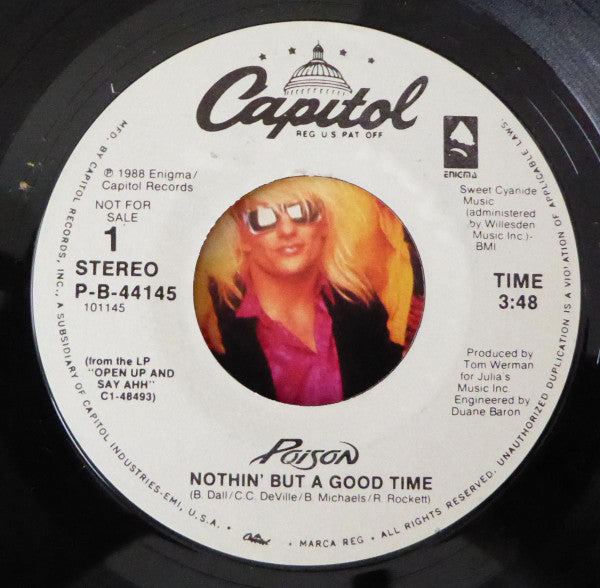 Capitol
REG U.S. PAT. OFF
℗ 1988 Enigma/
Capitol Records
NOT FOR
SALE
1
STEREO
P-B-44145
101145
(from the LP
"OPEN UP AND
SAY AHH"
C1-48493)
ENIGMA
Sweet Cyanide
Music
(administered
by Willesden
Music Inc.)-
BMI
TIME
3:48
Produced by
Tom Werman
for Julia's
Music Inc.
Engineered by
Duane Baron
POISON
NOTHIN' BUT A GOOD TIME
(B. Dall/C.C. DeVille/B. Michaels/R. Rockett)
MFD. BY CAPITOL RECORDS, INC., A SUBSIDIARY OF CAPITOL INDUSTRIES-EMI, U.S.A. • Capitol • MARCA REG • ALL RIGHTS RESERVED. UNAUTHORIZED DUPLICATION IS A VIOLATION OF APPLICABLE LAWS.